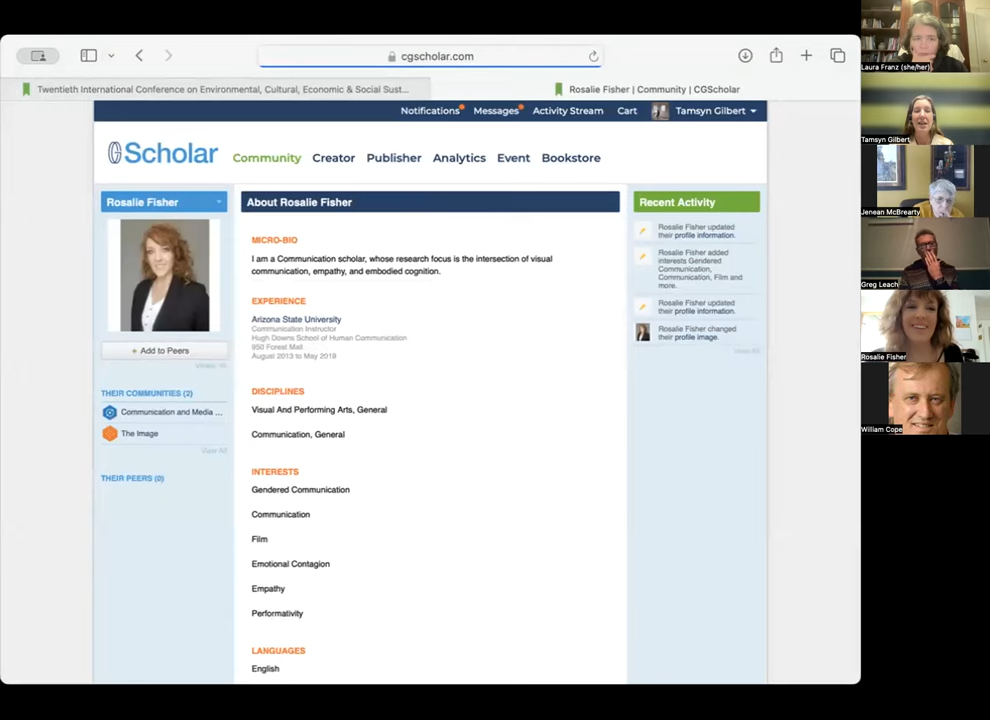 cgscholar.com
Twentieth International Conference on Environmental, Cultural, Economic & Social Sust...
Rosalie Fisher | Community | CGScholar
Notifications Messages Activity Stream Cart Tamsyn Gilbert
Scholar Community Creator Publisher Analytics Event Bookstore
Rosalie Fisher
+ Add to Peers
THEIR COMMUNITIES (2)
Communication and Media ...
The Image
View All
THEIR PEERS (0)
About Rosalie Fisher
MICRO-BIO
I am a Communication scholar, whose research focus is the intersection of visual
communication, empathy, and embodied cognition.
EXPERIENCE
Arizona State University
Communication Instructor
Hugh Downs School of Human Communication
950 Forest Mall
August 2013 to May 2019
DISCIPLINES
Visual And Performing Arts, General
Communication, General
INTERESTS
Gendered Communication
Communication
Film
Emotional Contagion
Empathy
Performativity
LANGUAGES
English
Recent Activity
Rosalie Fisher updated
their profile information.
Rosalie Fisher added
interests Gendered
Communication,
Communication, Film and
more.
Rosalie Fisher updated
their profile information.
Rosalie Fisher changed
their profile image.
View All
Laura Franz (she/her)
Tamsyn Gilbert
Jenean McBrearty
Greg Leach
Rosalie Fisher
William Cope